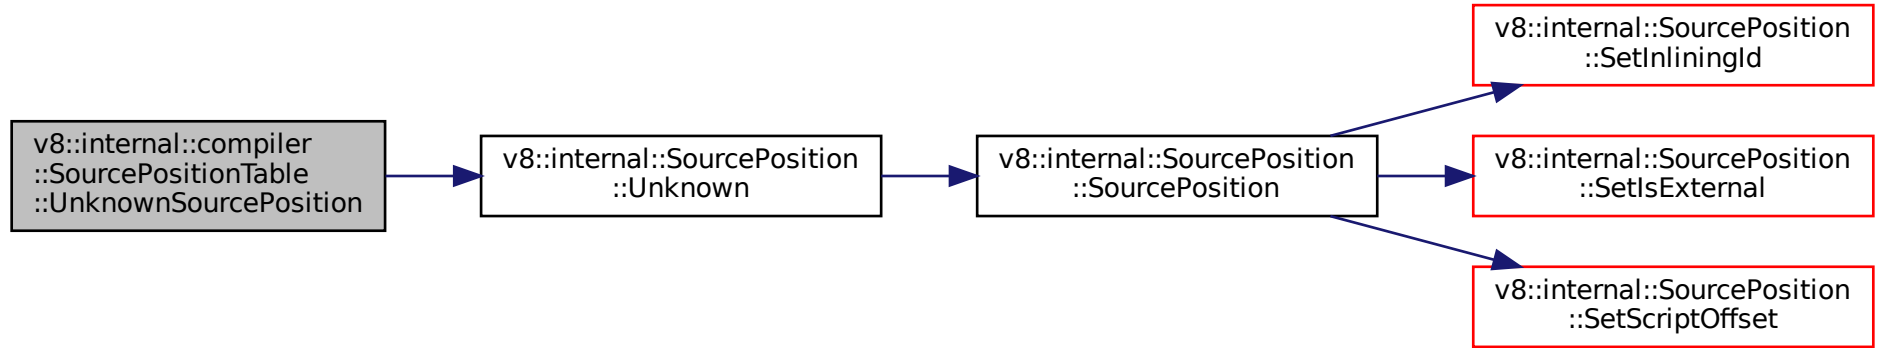 v8::internal::compiler
::SourcePositionTable
::UnknownSourcePosition
v8::internal::SourcePosition
::Unknown
v8::internal::SourcePosition
::SourcePosition
v8::internal::SourcePosition
::SetInliningId
v8::internal::SourcePosition
::SetIsExternal
v8::internal::SourcePosition
::SetScriptOffset